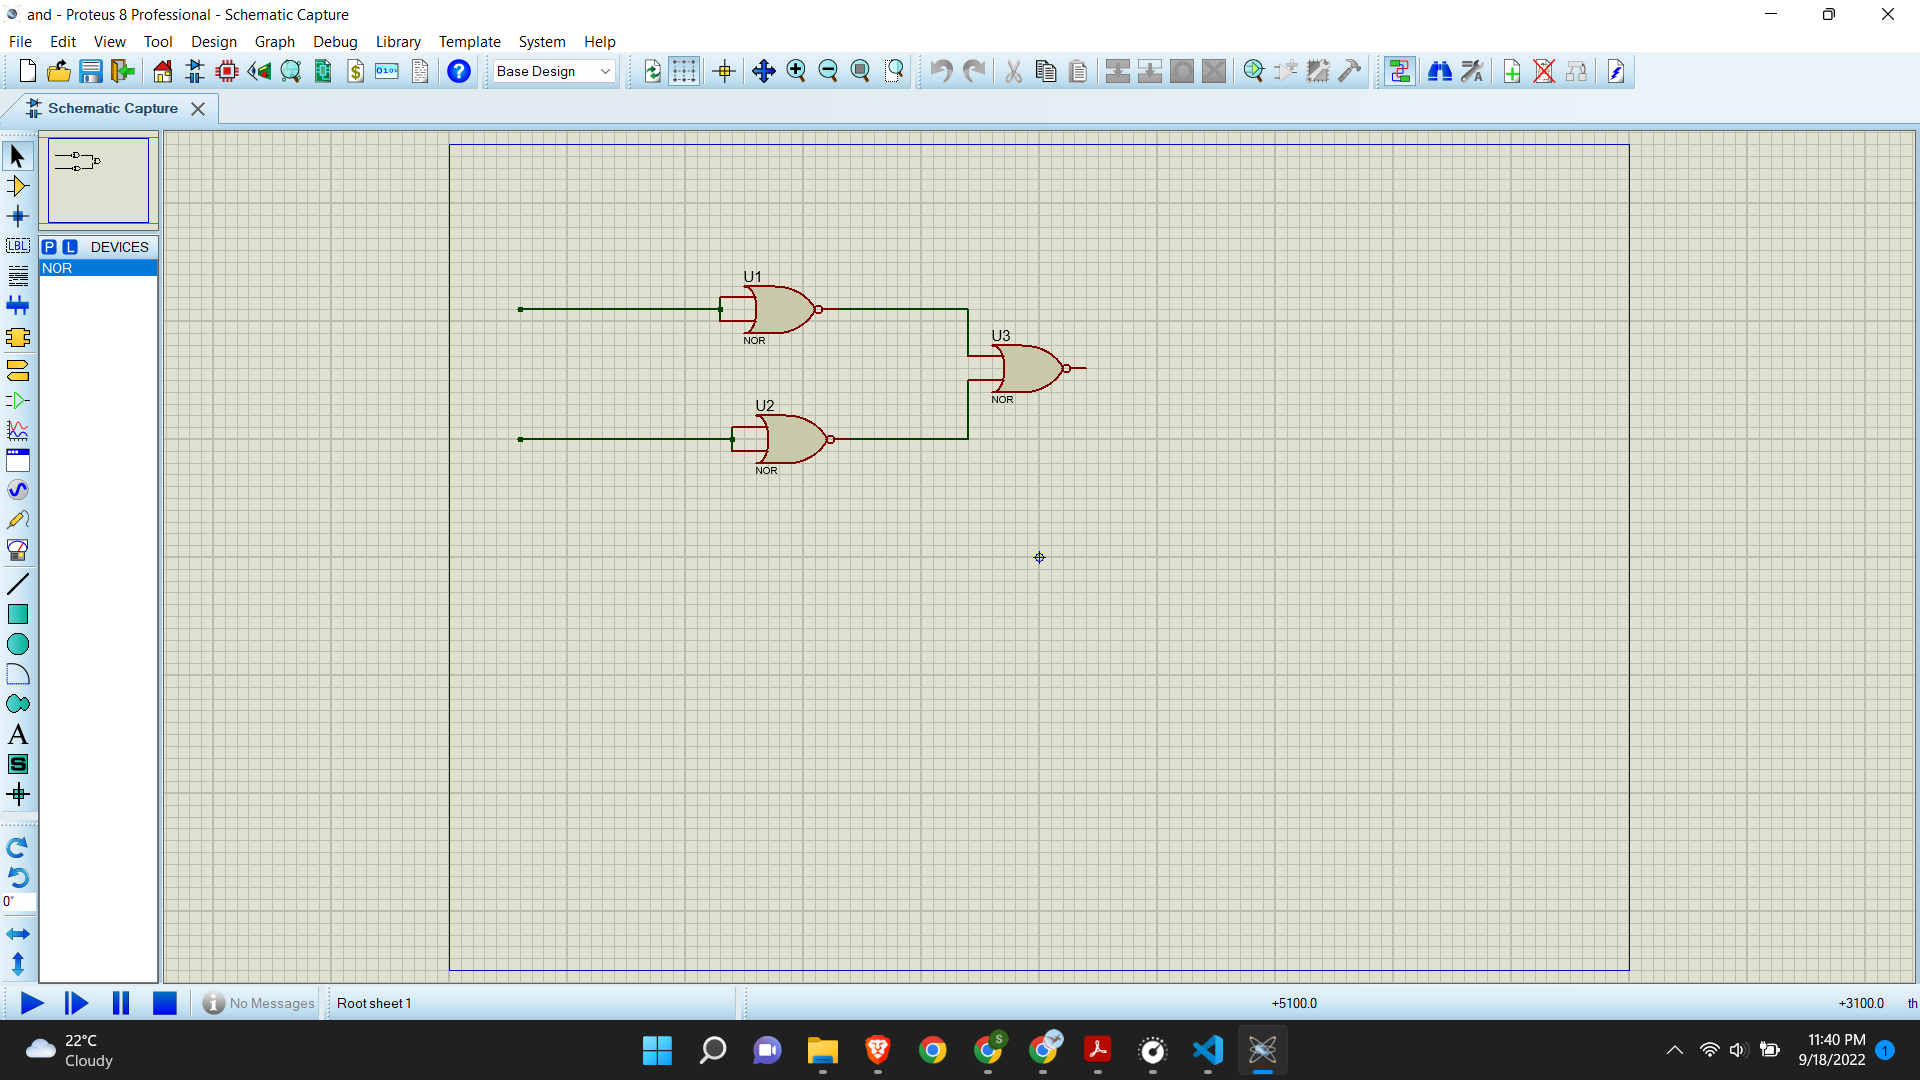 and - Proteus 8 Professional - Schematic Capture
File Edit View Tool Design Graph Debug Library Template System Help
$ 0101 ? Base Design
Schematic Capture
P L DEVICES
NOR
LBL
U1
NOR
U3
NOR
U2
NOR
A
S
0°
No Messages Root sheet 1 +5100.0 +3100.0 th
22°C
Cloudy
S
11:40 PM
9/18/2022
1